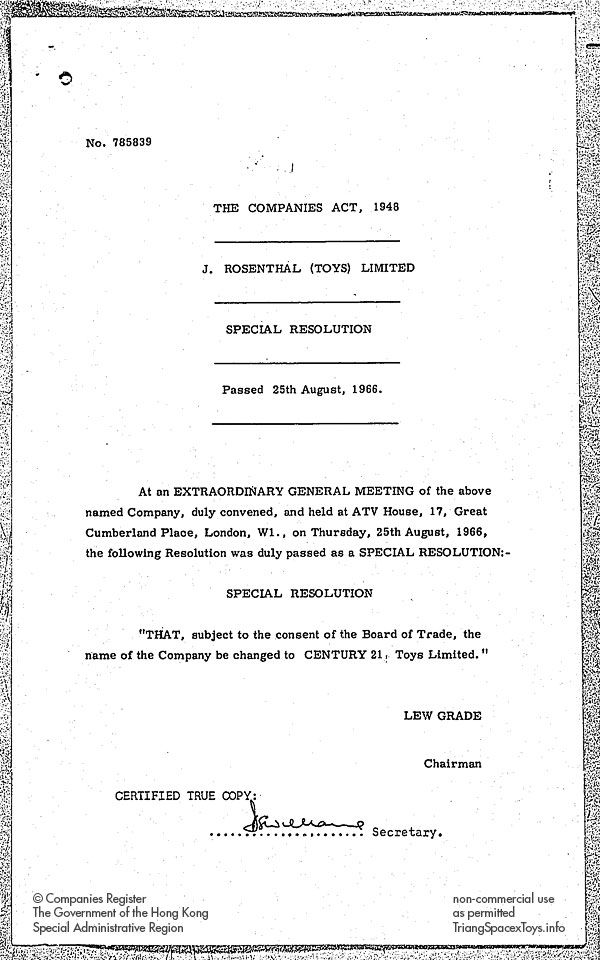 No. 785839
THE COMPANIES ACT, 1948
J. ROSENTHAL (TOYS) LIMITED
SPECIAL RESOLUTION
Passed 25th August, 1966.
At an EXTRAORDINARY GENERAL MEETING of the above
named Company, duly convened, and held at ATV House, 17, Great
Cumberland Place, London, W1., on Thursday, 25th August, 1966,
the following Resolution was duly passed as a SPECIAL RESOLUTION:-
SPECIAL RESOLUTION
"THAT, subject to the consent of the Board of Trade, the
name of the Company be changed to CENTURY 21, Toys Limited."
LEW GRADE
Chairman
CERTIFIED TRUE COPY:
Secretary.
© Companies Register
The Government of the Hong Kong
Special Administrative Region
non-commercial use
as permitted
TriangSpacexToys.info